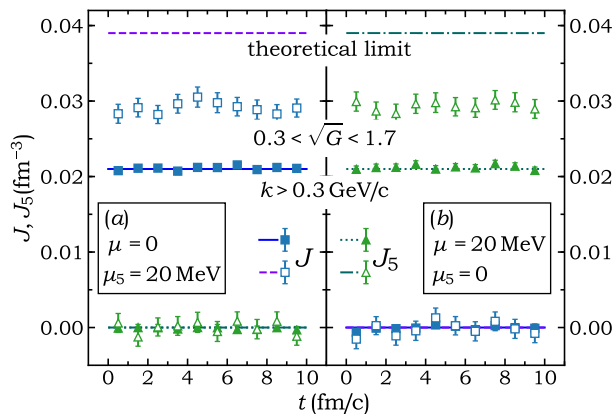 0.04 0.04
theoretical limit
0.03 0.03
0.3 < √G < 1.7
0.02 0.02
k > 0.3 GeV/c
J, J₅ (fm⁻³)
(a) (b)
μ = 0 J J₅ μ = 20 MeV
μ₅ = 20 MeV μ₅ = 0
0.01 0.01
0.00 0.00
0 2 4 6 8 10 0 2 4 6 8 10
t (fm/c) t (fm/c)